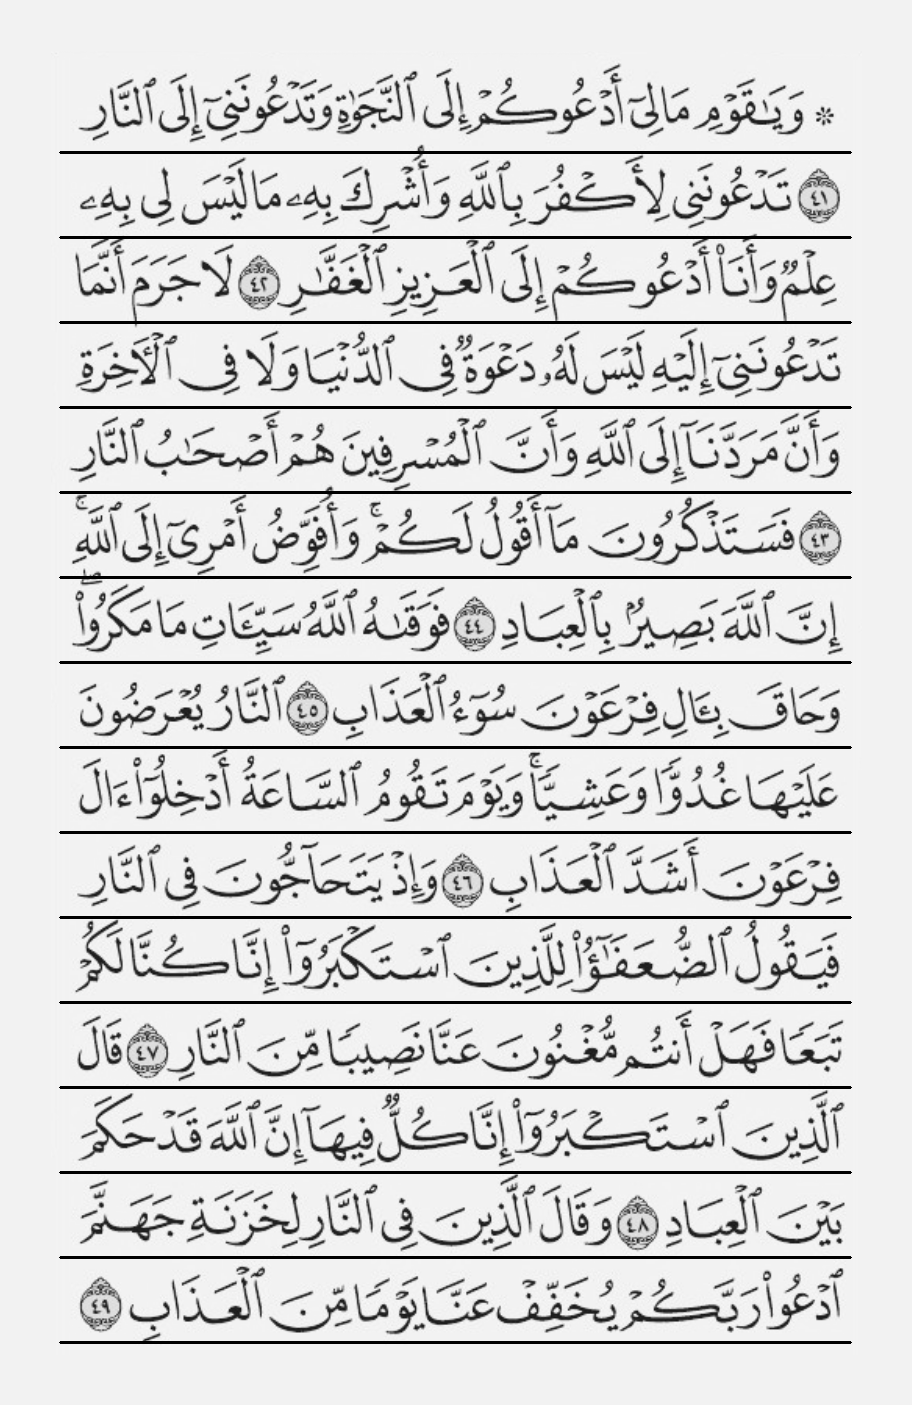 ۞ وَيَٰقَوْمِ مَا لِىٓ أَدْعُوكُمْ إِلَى ٱلنَّجَوٰةِ وَتَدْعُونَنِىٓ إِلَى ٱلنَّارِ
٤١ تَدْعُونَنِى لِأَكْفُرَ بِٱللَّهِ وَأُشْرِكَ بِهِۦ مَا لَيْسَ لِى بِهِۦ
عِلْمٌ وَأَنَا۠ أَدْعُوكُمْ إِلَى ٱلْعَزِيزِ ٱلْغَفَّٰرِ ٤٢ لَا جَرَمَ أَنَّمَا
تَدْعُونَنِىٓ إِلَيْهِ لَيْسَ لَهُۥ دَعْوَةٌ فِى ٱلدُّنْيَا وَلَا فِى ٱلْءَاخِرَةِ
وَأَنَّ مَرَدَّنَآ إِلَى ٱللَّهِ وَأَنَّ ٱلْمُسْرِفِينَ هُمْ أَصْحَٰبُ ٱلنَّارِ
٤٣ فَسَتَذْكُرُونَ مَآ أَقُولُ لَكُمْ ۚ وَأُفَوِّضُ أَمْرِىٓ إِلَى ٱللَّهِ ۚ
إِنَّ ٱللَّهَ بَصِيرٌۢ بِٱلْعِبَادِ ٤٤ فَوَقَىٰهُ ٱللَّهُ سَيِّـَٔاتِ مَا مَكَرُوا۟ ۖ
وَحَاقَ بِـَٔالِ فِرْعَوْنَ سُوٓءُ ٱلْعَذَابِ ٤٥ ٱلنَّارُ يُعْرَضُونَ
عَلَيْهَا غُدُوًّا وَعَشِيًّا ۚ وَيَوْمَ تَقُومُ ٱلسَّاعَةُ أَدْخِلُوٓا۟ ءَالَ
فِرْعَوْنَ أَشَدَّ ٱلْعَذَابِ ٤٦ وَإِذْ يَتَحَآجُّونَ فِى ٱلنَّارِ
فَيَقُولُ ٱلضُّعَفَٰٓؤُا۟ لِلَّذِينَ ٱسْتَكْبَرُوٓا۟ إِنَّا كُنَّا لَكُمْ
تَبَعًا فَهَلْ أَنتُم مُّغْنُونَ عَنَّا نَصِيبًا مِّنَ ٱلنَّارِ ٤٧ قَالَ
ٱلَّذِينَ ٱسْتَكْبَرُوٓا۟ إِنَّا كُلٌّ فِيهَآ إِنَّ ٱللَّهَ قَدْ حَكَمَ
بَيْنَ ٱلْعِبَادِ ٤٨ وَقَالَ ٱلَّذِينَ فِى ٱلنَّارِ لِخَزَنَةِ جَهَنَّمَ
ٱدْعُوا۟ رَبَّكُمْ يُخَفِّفْ عَنَّا يَوْمًا مِّنَ ٱلْعَذَابِ ٤٩